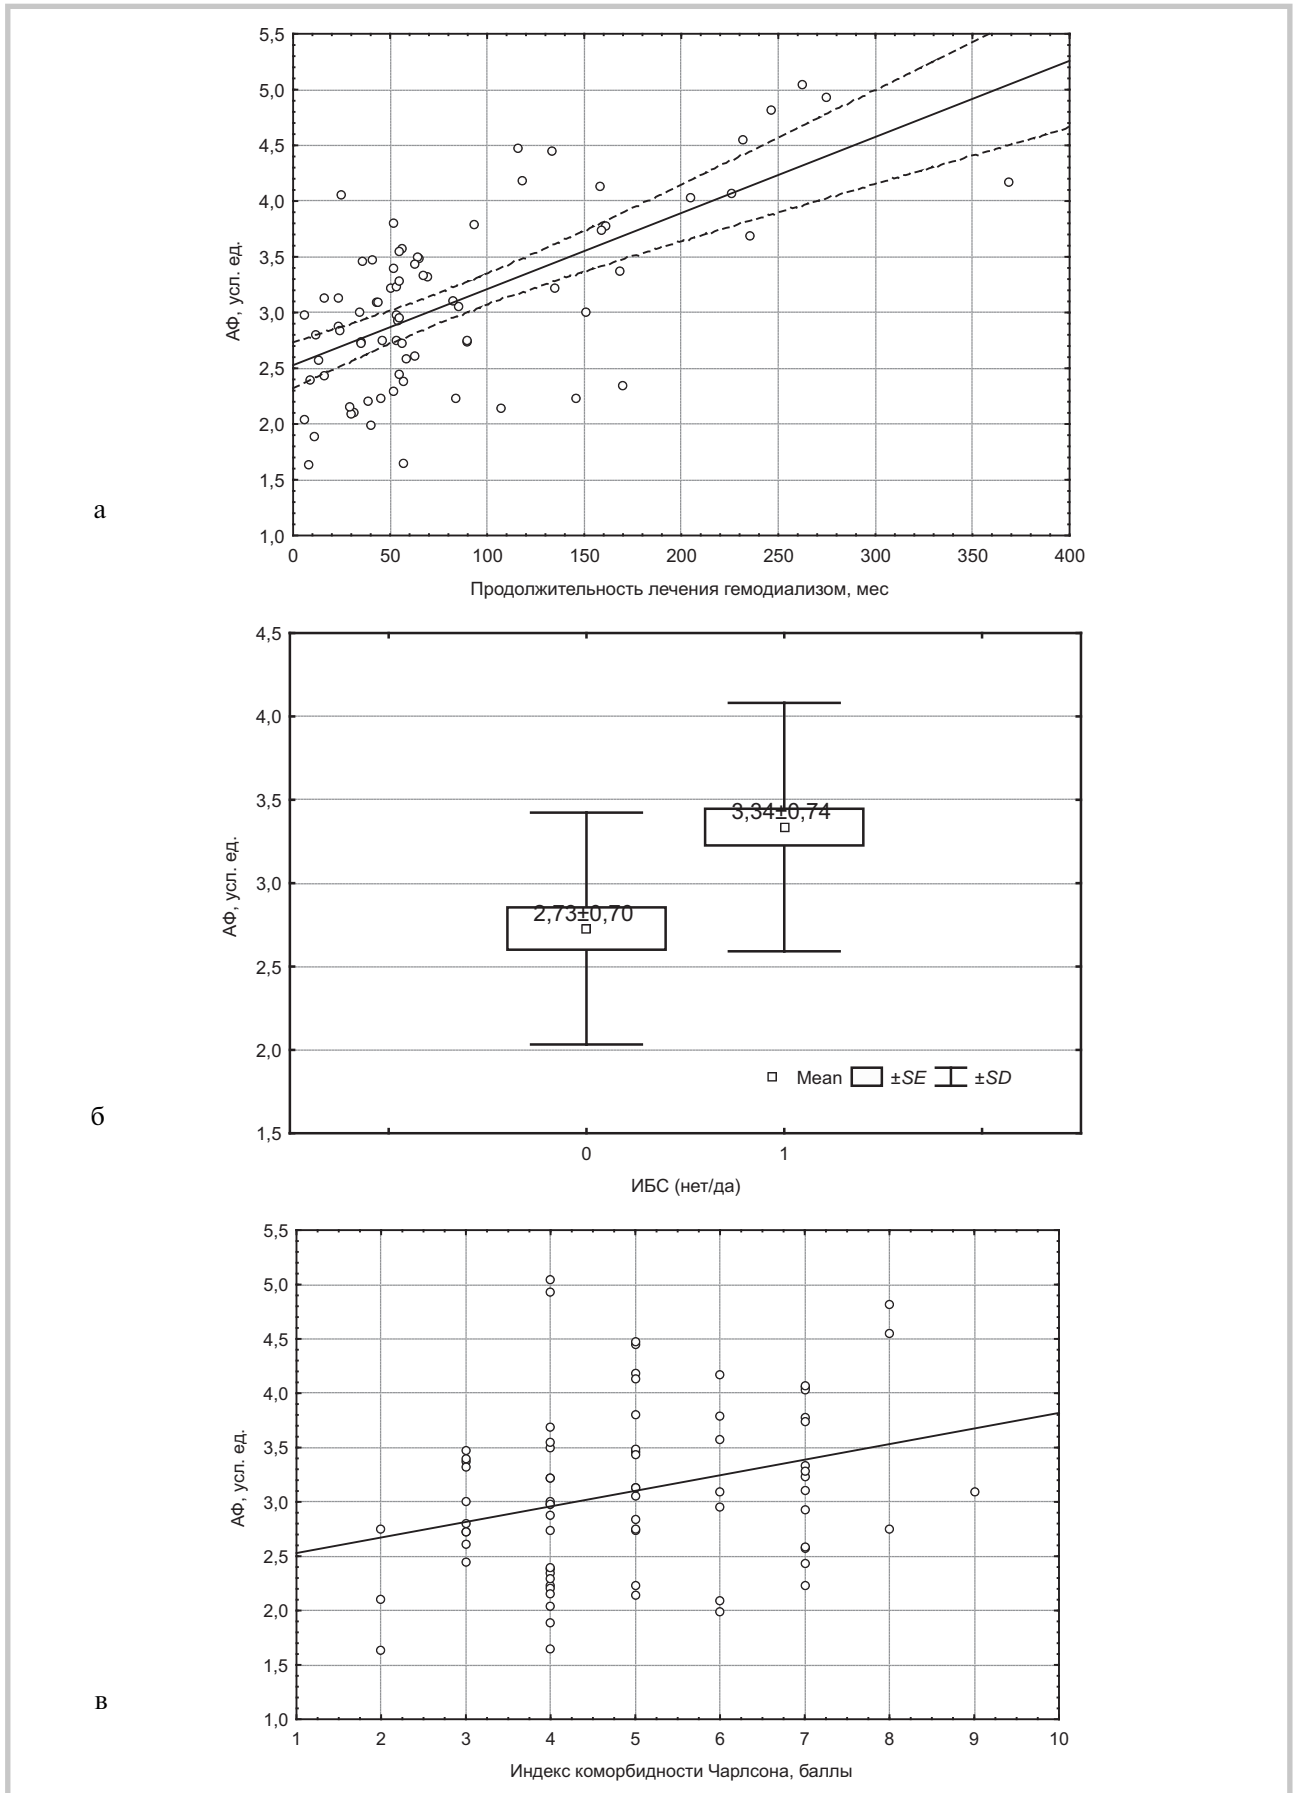 5,5
5,0
4,5
4,0
3,5
3,0
2,5
2,0
1,5
1,0
АФ, усл. ед.
а
0 50 100 150 200 250 300 350 400
Продолжительность лечения гемодиализом, мес
4,5
4,0
3,5
3,0
2,5
2,0
1,5
АФ, усл. ед.
3,34±0,74
2,73±0,70
Mean ±SE ±SD
б
0 1
ИБС (нет/да)
5,5
5,0
4,5
4,0
3,5
3,0
2,5
2,0
1,5
1,0
АФ, усл. ед.
в
1 2 3 4 5 6 7 8 9 10
Индекс коморбидности Чарлсона, баллы